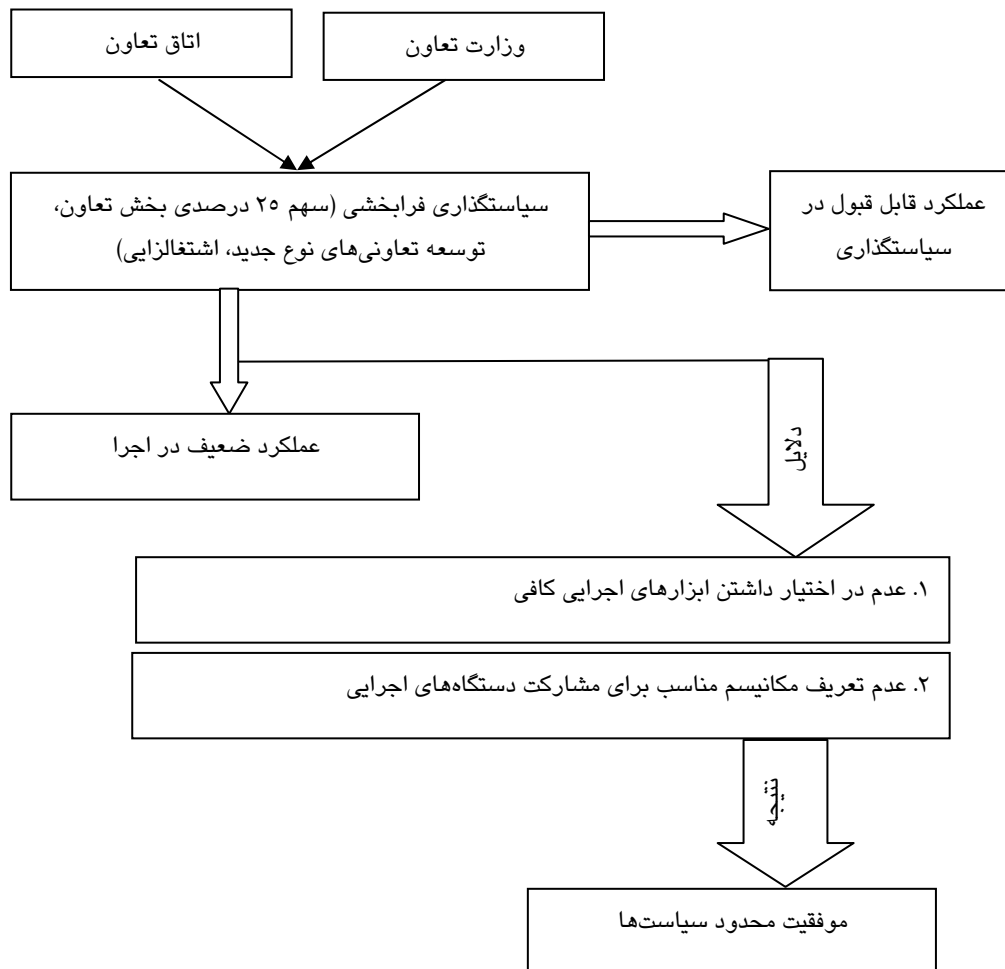 وزارت تعاون
اتاق تعاون
سیاستگذاری فرابخشی (سهم ۲۵ درصدی بخش تعاون،
توسعه تعاونی‌های نوع جدید، اشتغالزایی)
عملکرد قابل قبول در
سیاستگذاری
عملکرد ضعیف در اجرا
دلایل
۱. عدم در اختیار داشتن ابزارهای اجرایی کافی
۲. عدم تعریف مکانیسم مناسب برای مشارکت دستگاه‌های اجرایی
نتیجه
موفقیت محدود سیاست‌ها